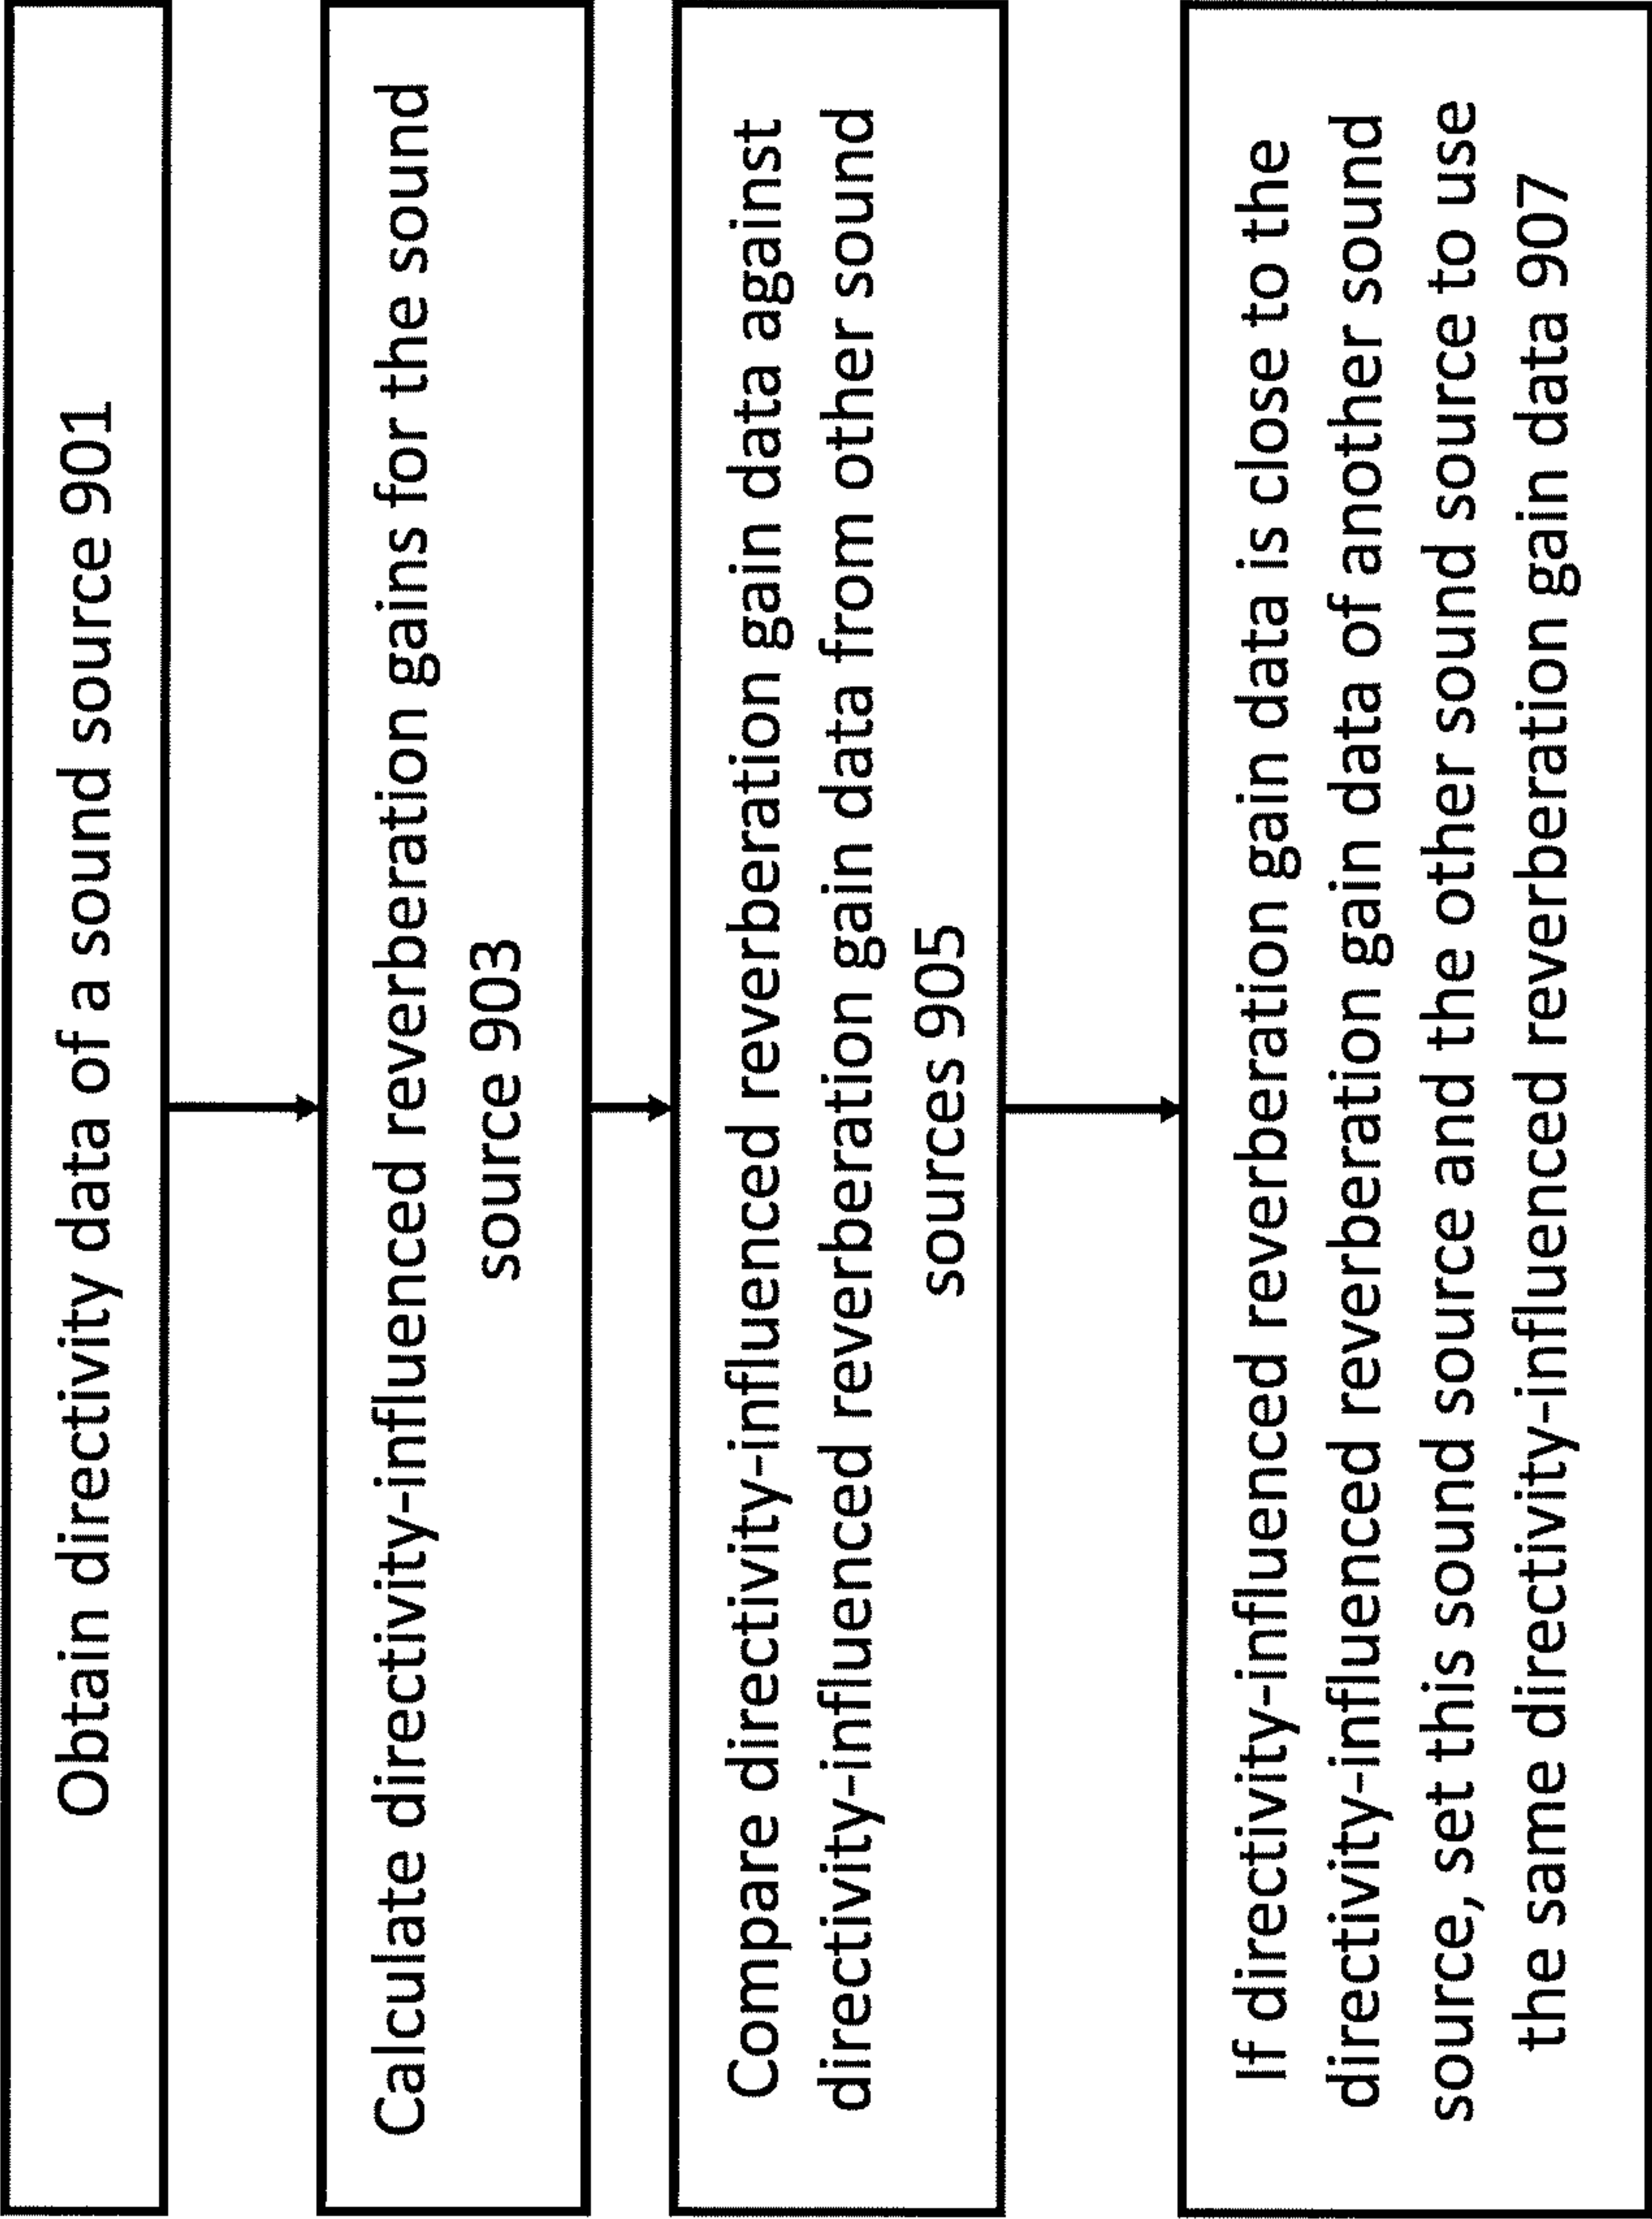 Obtain directivity data of a sound source 901
Calculate directivity-influenced reverberation gains for the sound
source 903
Compare directivity-influenced reverberation gain data against
directivity-influenced reverberation gain data from other sound
sources 905
If directivity-influenced reverberation gain data is close to the
directivity-influenced reverberation gain data of another sound
source, set this sound source and the other sound source to use
the same directivity-influenced reverberation gain data 907